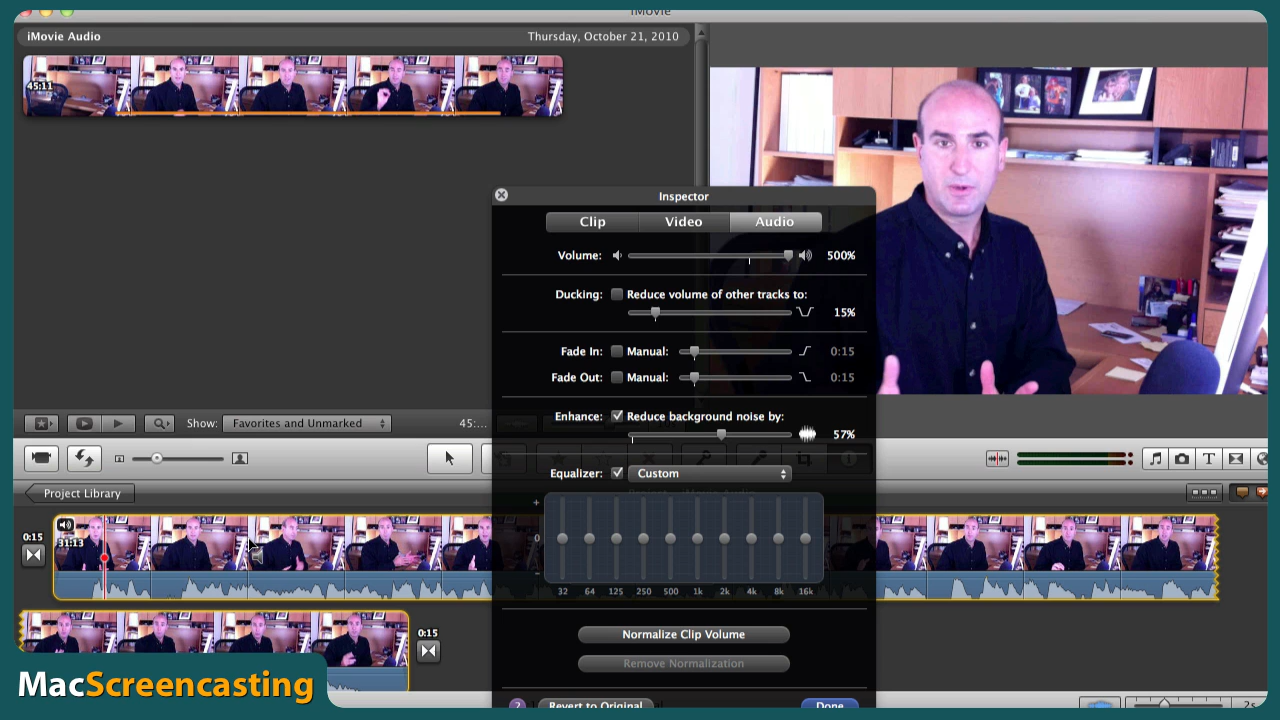 iMovie
iMovie Audio
Thursday, October 21, 2010
45:11
Inspector
Clip
Video
Audio
Volume:
500%
Ducking:
Reduce volume of other tracks to:
15%
Fade In:
Manual:
0:15
Fade Out:
Manual:
0:15
Enhance:
Reduce background noise by:
57%
Show:
Favorites and Unmarked
45:...
Equalizer:
Custom
Project Library
+
0
−
32 64 125 250 500 1k 2k 4k 8k 16k
0:15
31:13
Normalize Clip Volume
Remove Normalization
0:15
?
Revert to Original
Done
2s
MacScreencasting